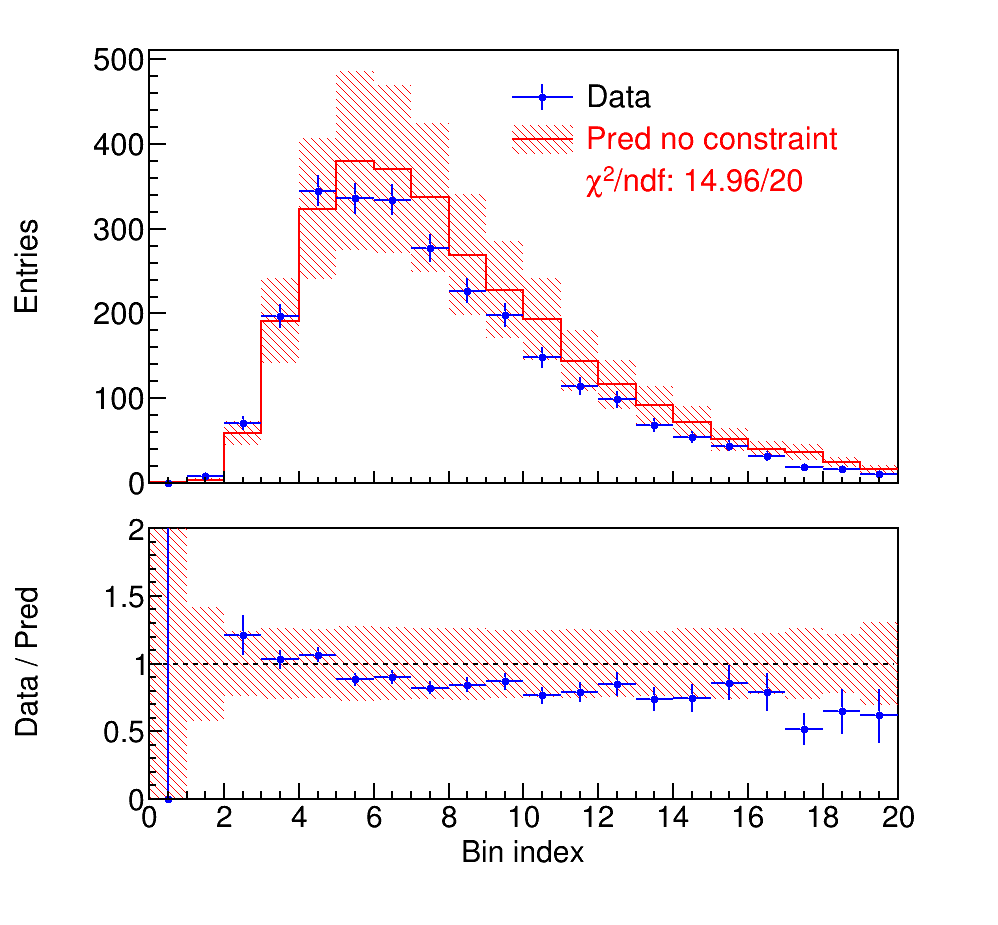 500
400
300
200
100
0
Entries
Data
Pred no constraint
χ²/ndf: 14.96/20
2
1.5
1
0.5
0
Data / Pred
0 2 4 6 8 10 12 14 16 18 20
Bin index